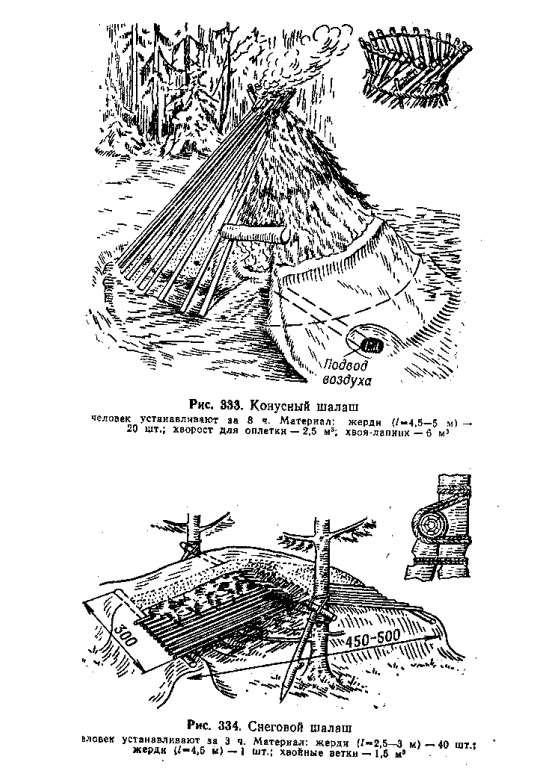 Подвод
воздуха
Рис. 333. Конусный шалаш
человек устанавливают за 8 ч. Материал: жерди (l=4,5—5 м) —
20 шт.; хворост для оплетки — 2,5 м³; хвоя-лапник — 6 м³
300
450-500
Рис. 334. Снеговой шалаш
еловек устанавливают за 3 ч. Материал: жерди (l=2,5—3 м) — 40 шт.;
жерди (l=4,5 м) — 1 шт.; хвойные ветки — 1,5 м³